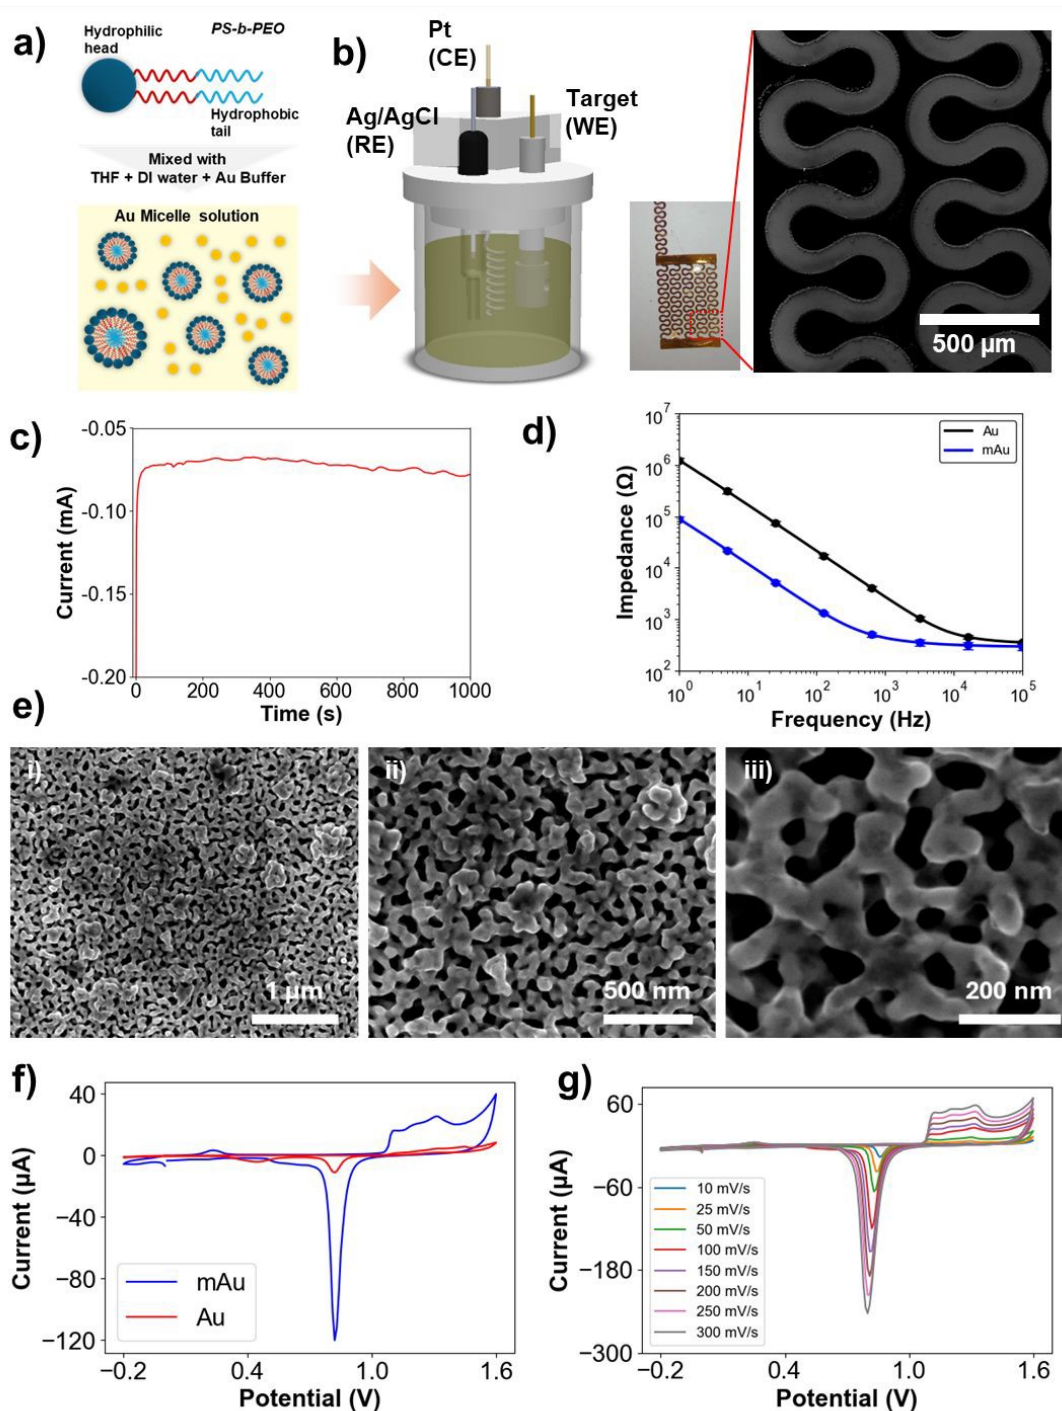 a)
Hydrophilic
head
PS-b-PEO
Hydrophobic
tail
Mixed with
THF + DI water + Au Buffer
Au Micelle solution
b)
Pt
(CE)
Ag/AgCl
(RE)
Target
(WE)
500 µm
c)
-0.05
-0.10
-0.15
-0.20
Current (mA)
0 200 400 600 800 1000
Time (s)
d)
10⁷
10⁶
10⁵
10⁴
10³
10²
Impedance (Ω)
Au
mAu
10⁰ 10¹ 10² 10³ 10⁴ 10⁵
Frequency (Hz)
e)
i)
1 µm
ii)
500 nm
iii)
200 nm
f)
40
0
−40
−80
−120
Current (µA)
mAu
Au
−0.2 0.4 1.0 1.6
Potential (V)
g)
60
−60
−180
−300
Current (µA)
10 mV/s
25 mV/s
50 mV/s
100 mV/s
150 mV/s
200 mV/s
250 mV/s
300 mV/s
−0.2 0.4 1.0 1.6
Potential (V)